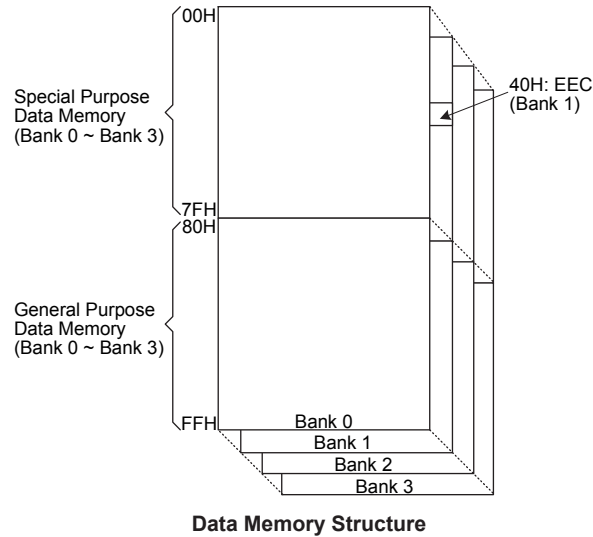 00H
Special Purpose
Data Memory
(Bank 0 ~ Bank 3)
40H: EEC
(Bank 1)
7FH
80H
General Purpose
Data Memory
(Bank 0 ~ Bank 3)
FFH
Bank 0
Bank 1
Bank 2
Bank 3
Data Memory Structure